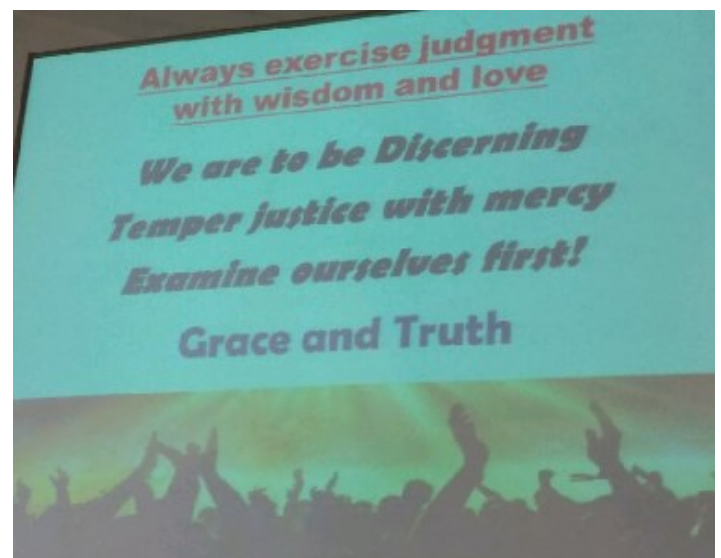 Always exercise judgment
with wisdom and love
We are to be Discerning
Temper justice with mercy
Examine ourselves first!
Grace and Truth